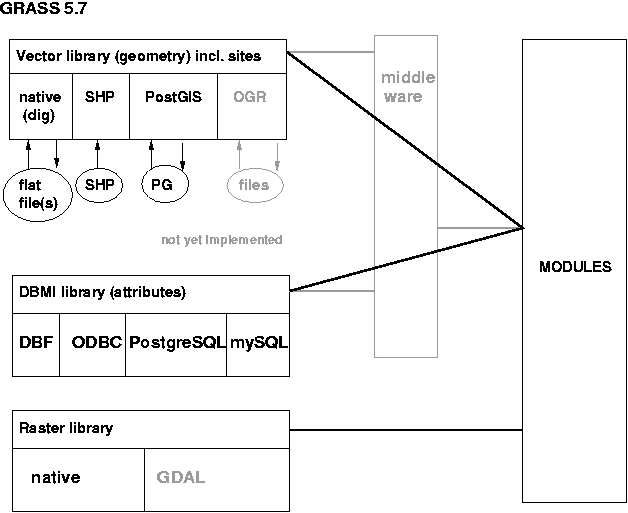 GRASS 5.7
Vector library (geometry) incl. sites
native
(dig)
SHP
PostGIS
OGR
middle
ware
flat
file(s)
SHP
PG
files
not yet implemented
MODULES
DBMI library (attributes)
DBF
ODBC
PostgreSQL
mySQL
Raster library
native
GDAL